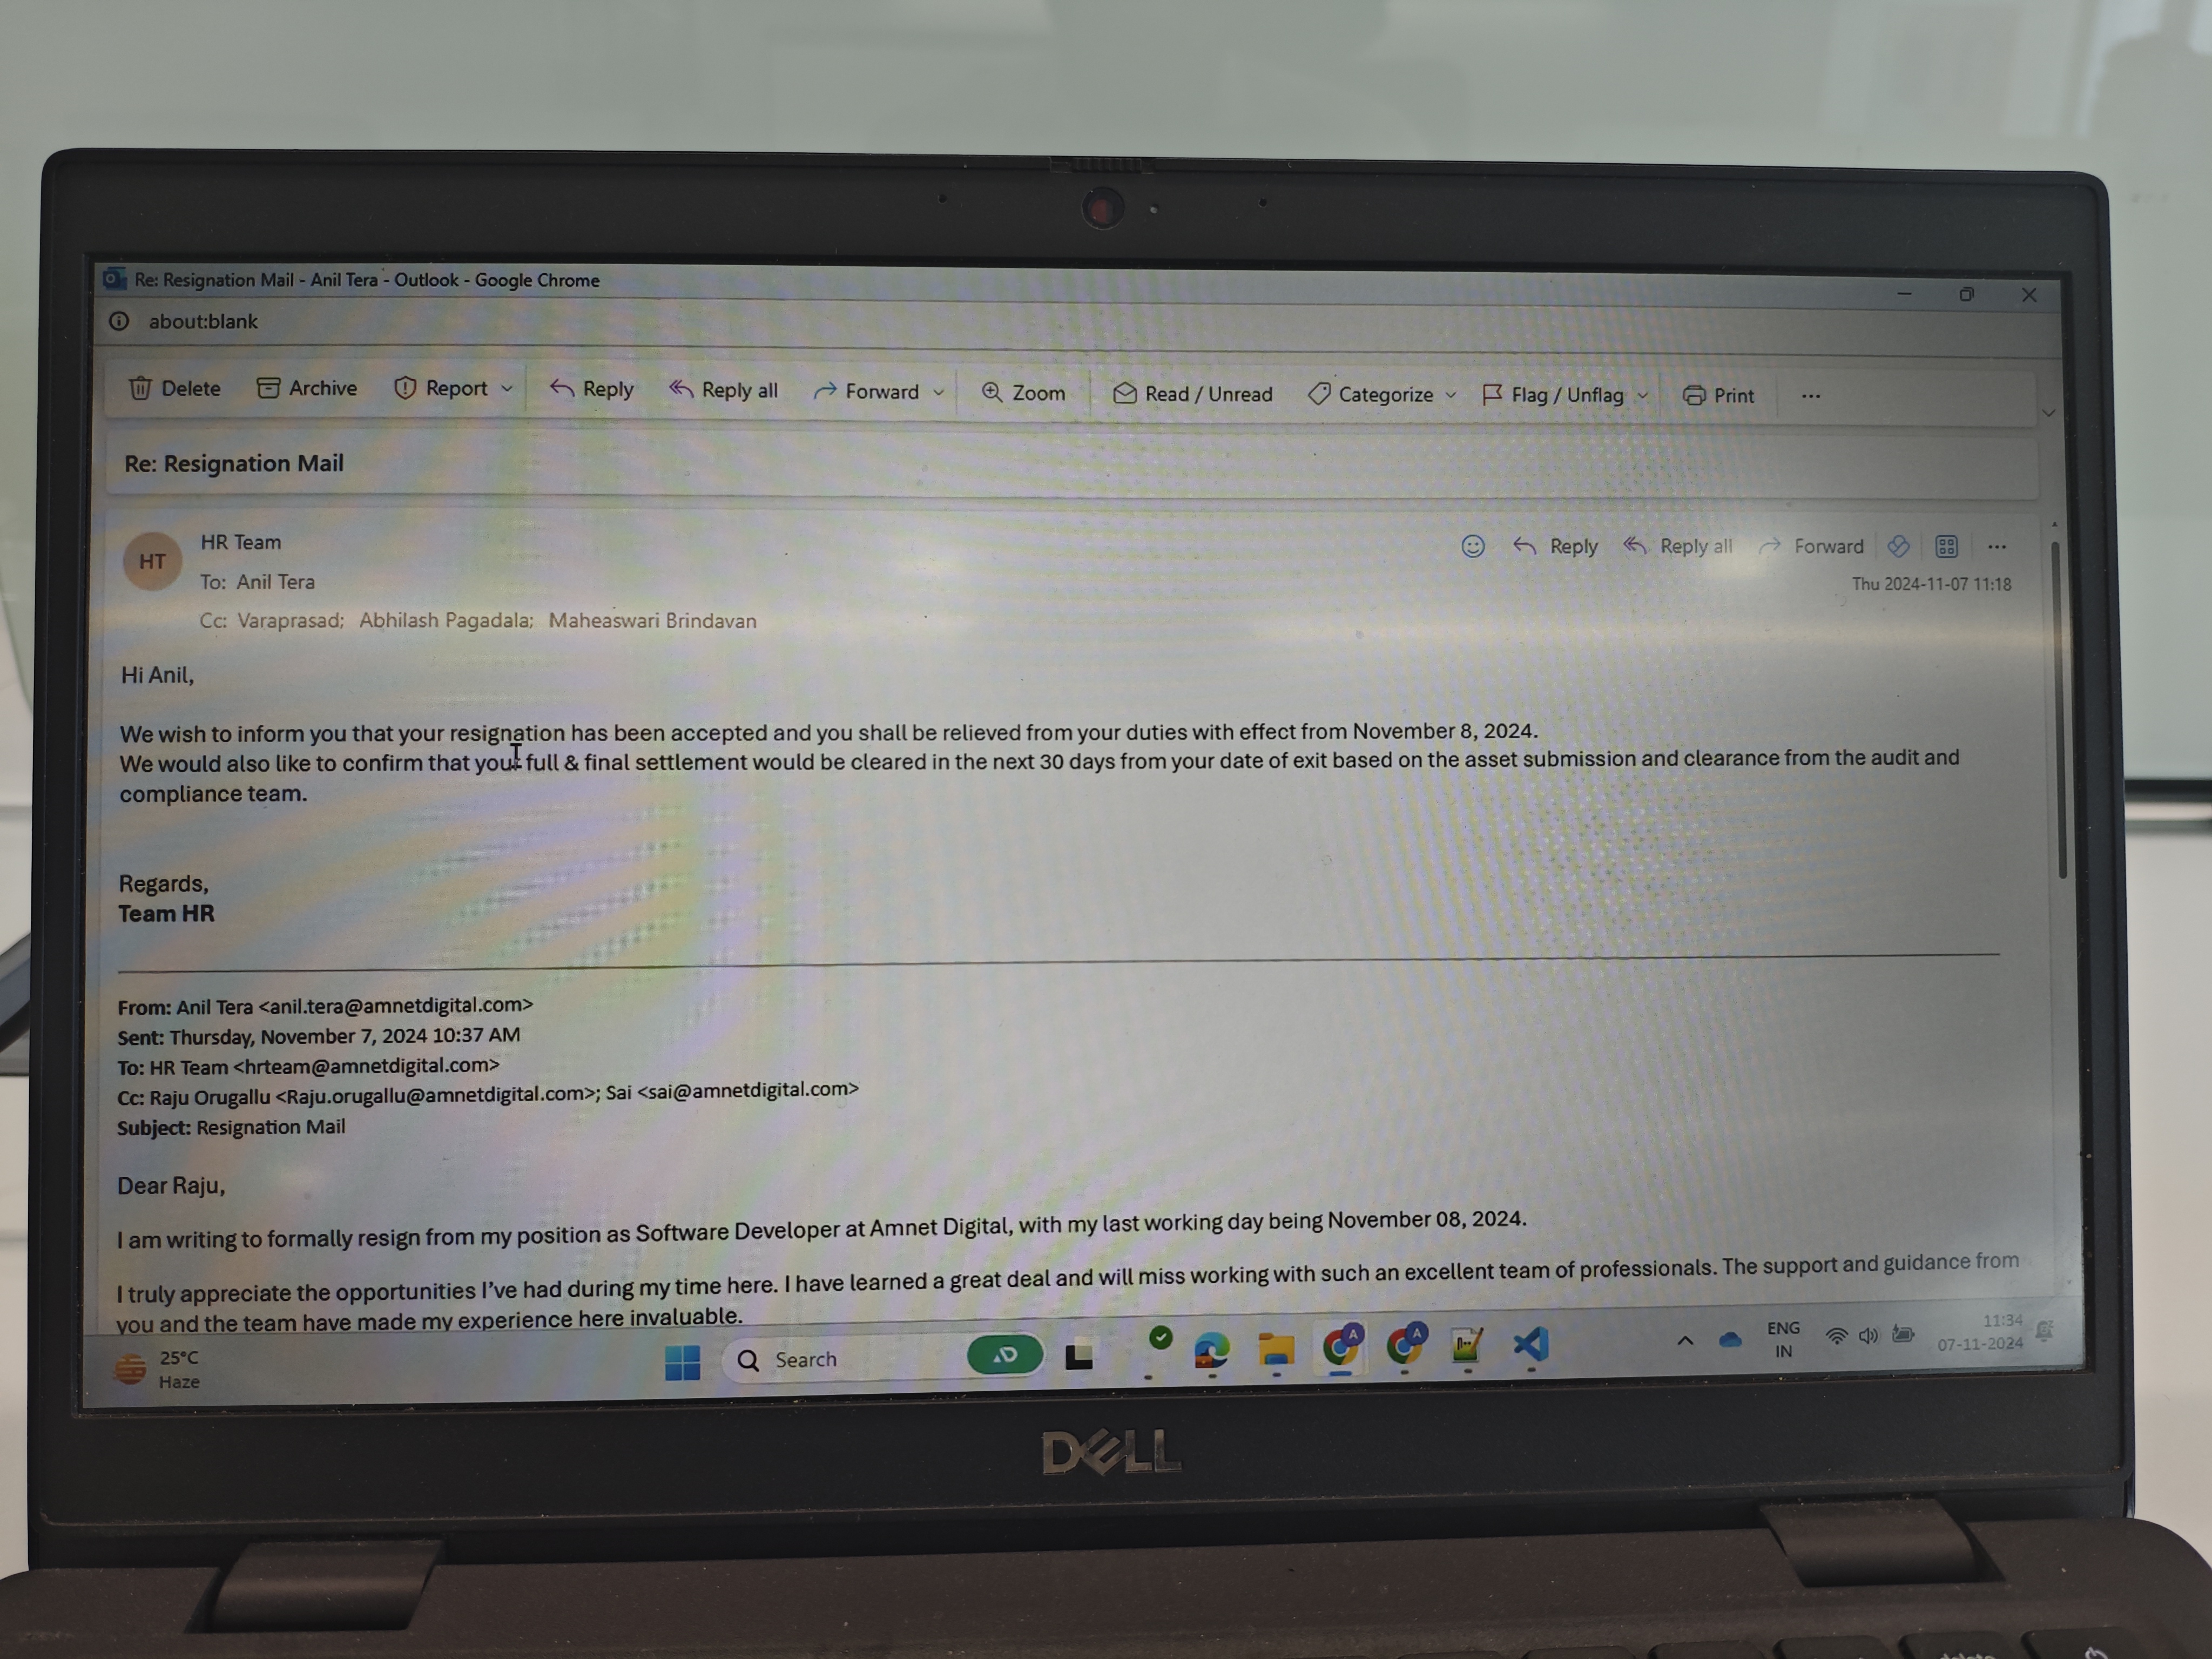 Re: Resignation Mail - Anil Tera - Outlook - Google Chrome
about:blank
Delete Archive Report Reply Reply all Forward Zoom Read / Unread Categorize Flag / Unflag Print ...
Re: Resignation Mail
HT
HR Team
Reply Reply all Forward ...
To: Anil Tera
Thu 2024-11-07 11:18
Cc: Varaprasad; Abhilash Pagadala; Maheaswari Brindavan
Hi Anil,
We wish to inform you that your resignation has been accepted and you shall be relieved from your duties with effect from November 8, 2024.
We would also like to confirm that your full & final settlement would be cleared in the next 30 days from your date of exit based on the asset submission and clearance from the audit and
compliance team.
Regards,
Team HR
From: Anil Tera <anil.tera@amnetdigital.com>
Sent: Thursday, November 7, 2024 10:37 AM
To: HR Team <hrteam@amnetdigital.com>
Cc: Raju Orugallu <Raju.orugallu@amnetdigital.com>; Sai <sai@amnetdigital.com>
Subject: Resignation Mail
Dear Raju,
I am writing to formally resign from my position as Software Developer at Amnet Digital, with my last working day being November 08, 2024.
I truly appreciate the opportunities I've had during my time here. I have learned a great deal and will miss working with such an excellent team of professionals. The support and guidance from
you and the team have made my experience here invaluable.
25°C
Haze
Search
A
A
ENG
IN
11:34
07-11-2024
DELL